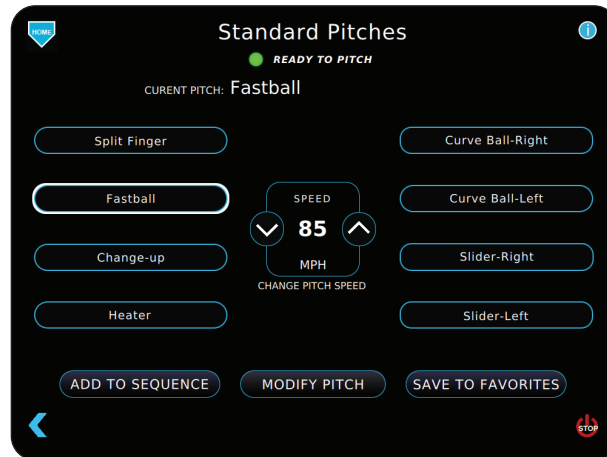 HOME
Standard Pitches
i
READY TO PITCH
CURENT PITCH: Fastball
Split Finger
Curve Ball-Right
Fastball
SPEED
Curve Ball-Left
85
Change-up
MPH
Slider-Right
CHANGE PITCH SPEED
Heater
Slider-Left
ADD TO SEQUENCE
MODIFY PITCH
SAVE TO FAVORITES
STOP